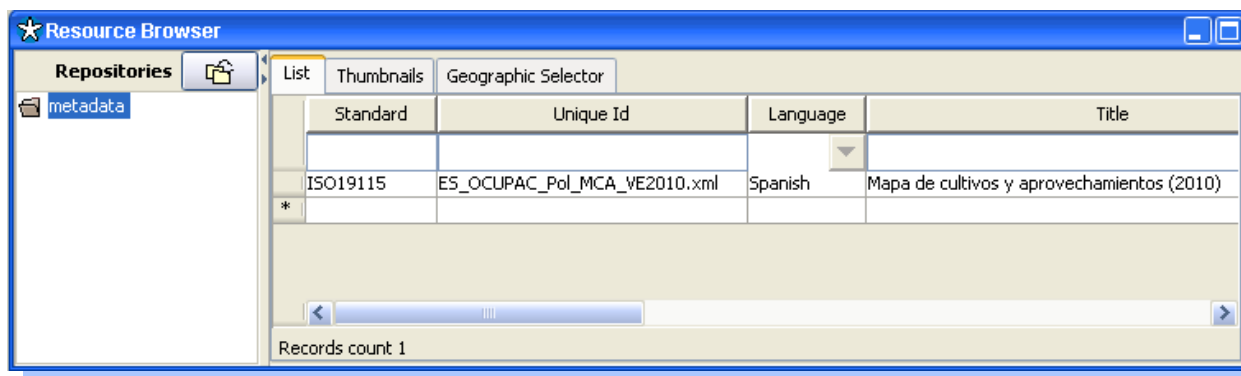 Resource Browser
Repositories
List Thumbnails Geographic Selector
metadata
Standard Unique Id Language Title
ISO19115 ES_OCUPAC_Pol_MCA_VE2010.xml Spanish Mapa de cultivos y aprovechamientos (2010)
*
Records count 1